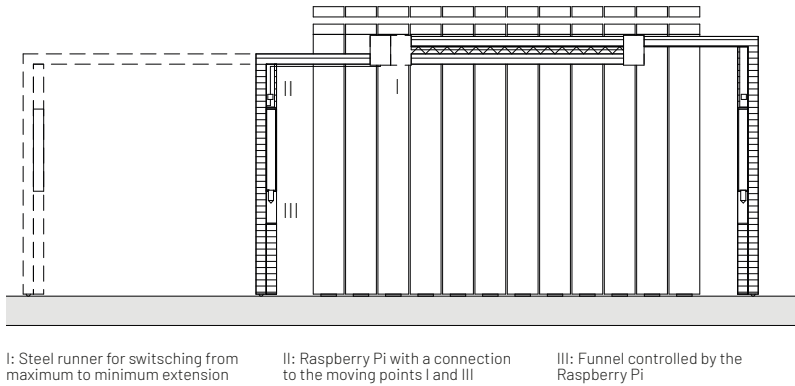 II
I
III
I: Steel runner for switsching from
maximum to minimum extension
II: Raspberry Pi with a connection
to the moving points I and III
III: Funnel controlled by the
Raspberry Pi